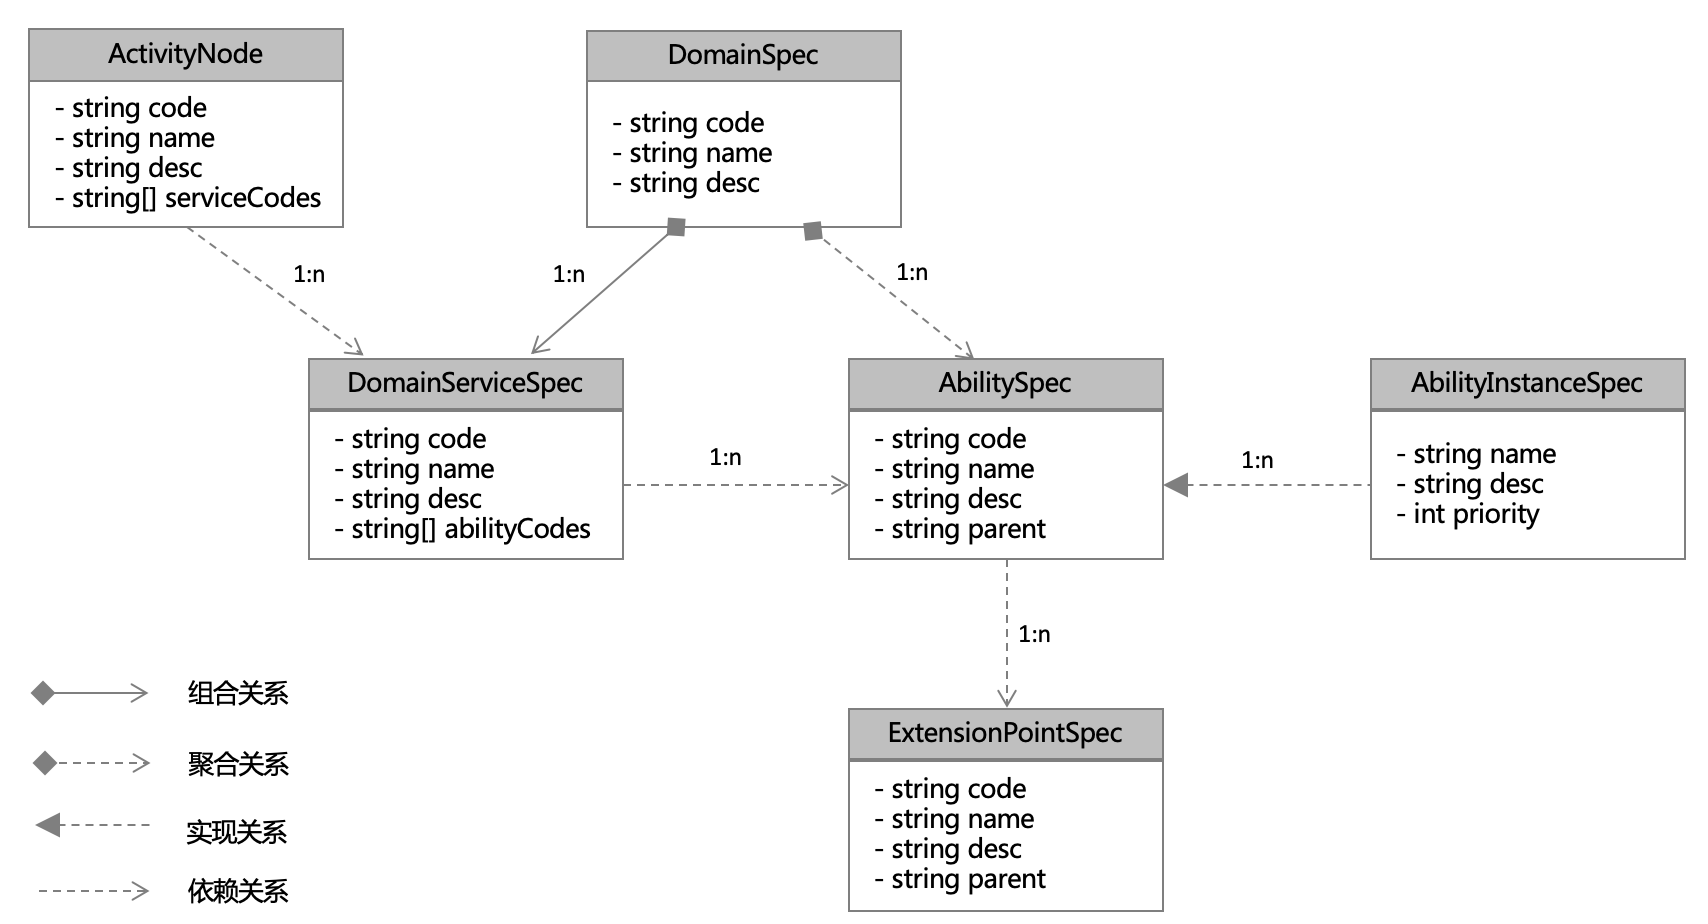 ActivityNode
- string code
- string name
- string desc
- string[] serviceCodes
DomainSpec
- string code
- string name
- string desc
1:n
1:n
1:n
DomainServiceSpec
- string code
- string name
- string desc
- string[] abilityCodes
1:n
AbilitySpec
- string code
- string name
- string desc
- string parent
1:n
AbilityInstanceSpec
- string name
- string desc
- int priority
1:n
ExtensionPointSpec
- string code
- string name
- string desc
- string parent
组合关系
聚合关系
实现关系
依赖关系